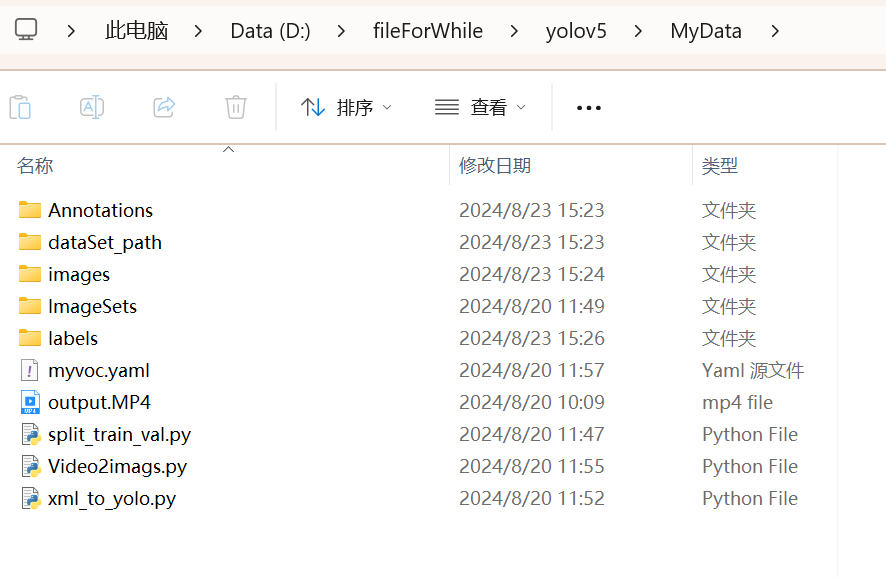 此电脑 > Data (D:) > fileForWhile > yolov5 > MyData >
排序 查看
名称 修改日期 类型
Annotations 2024/8/23 15:23 文件夹
dataSet_path 2024/8/23 15:23 文件夹
images 2024/8/23 15:24 文件夹
ImageSets 2024/8/20 11:49 文件夹
labels 2024/8/23 15:26 文件夹
myvoc.yaml 2024/8/20 11:57 Yaml 源文件
output.MP4 2024/8/20 10:09 mp4 file
split_train_val.py 2024/8/20 11:47 Python File
Video2imags.py 2024/8/20 11:55 Python File
xml_to_yolo.py 2024/8/20 11:52 Python File